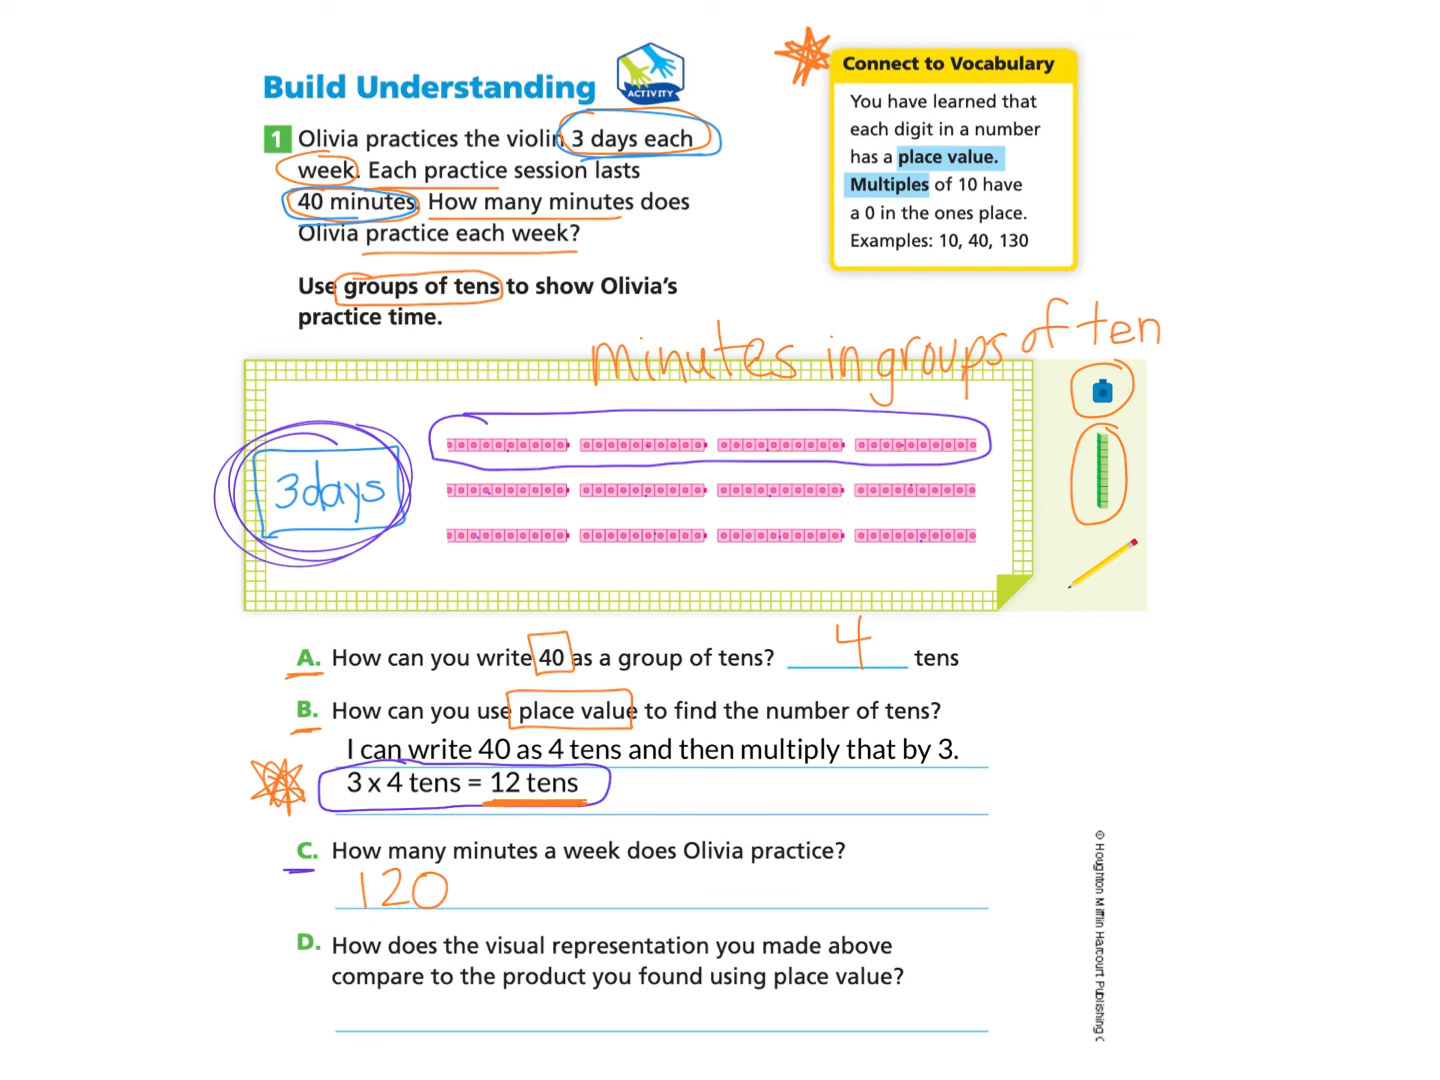 Build Understanding
ACTIVITY
1 Olivia practices the violin 3 days each
week. Each practice session lasts
40 minutes. How many minutes does
Olivia practice each week?
Use groups of tens to show Olivia's
practice time.
Connect to Vocabulary
You have learned that
each digit in a number
has a place value.
Multiples of 10 have
a 0 in the ones place.
Examples: 10, 40, 130
minutes in groups of ten
3 days
A. How can you write 40 as a group of tens? 4 tens
B. How can you use place value to find the number of tens?
I can write 40 as 4 tens and then multiply that by 3.
3 x 4 tens = 12 tens
C. How many minutes a week does Olivia practice?
120
D. How does the visual representation you made above
compare to the product you found using place value?
© Houghton Mifflin Harcourt Publishing C